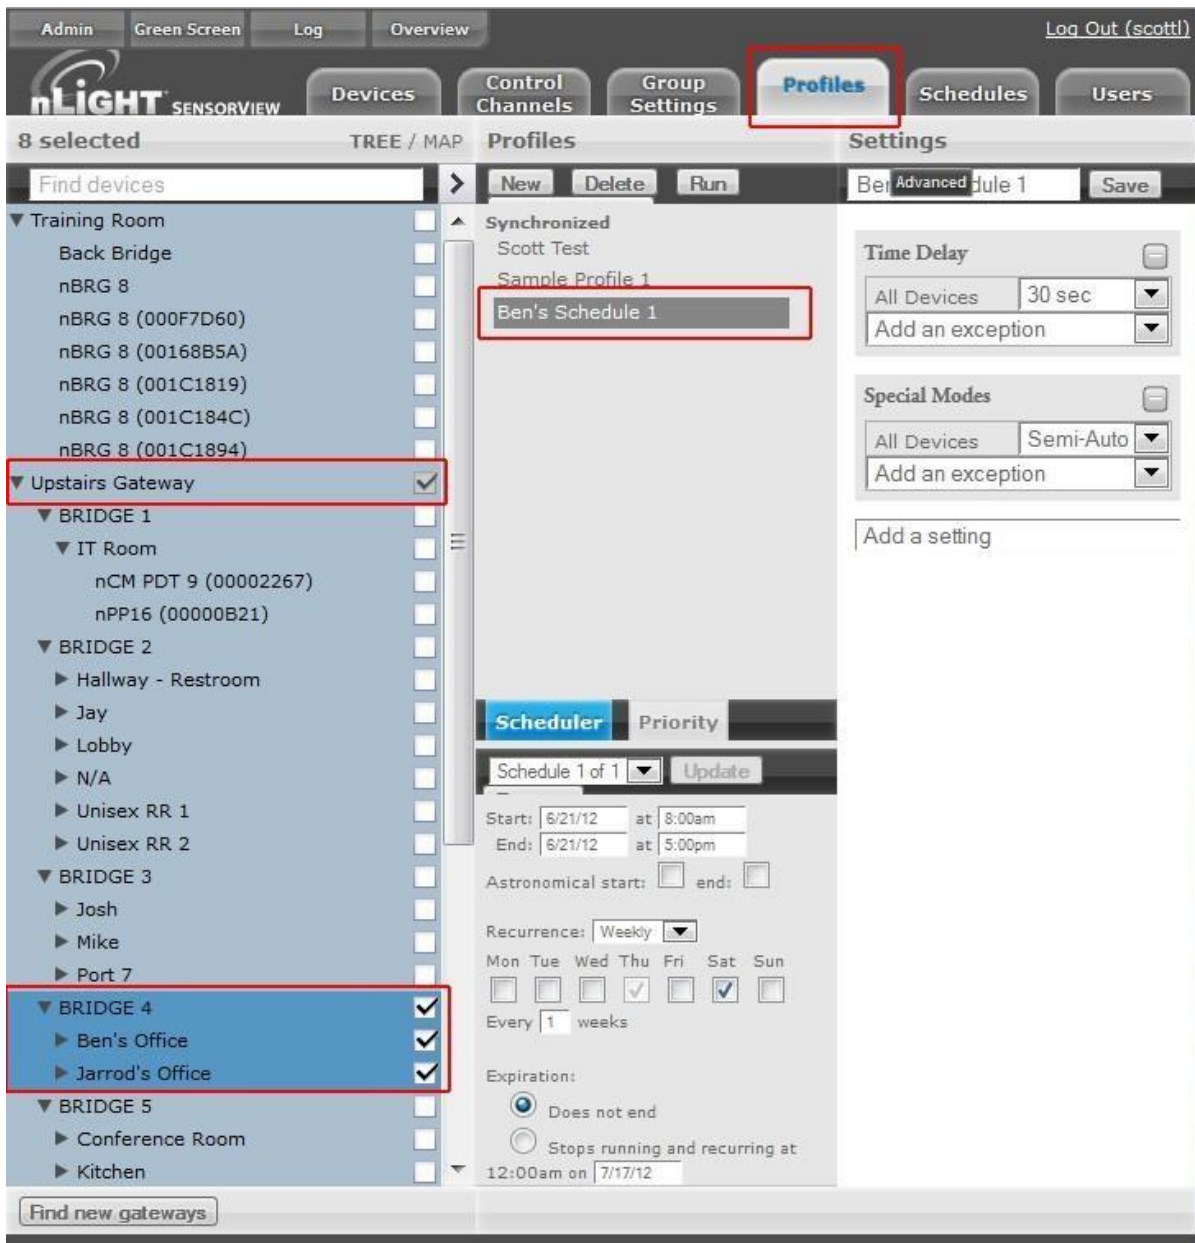 Admin Green Screen Log Overview Log Out (scottl)
nLIGHT SENSORVIEW Devices Control Channels Group Settings Profiles Schedules Users
8 selected TREE / MAP Profiles Settings
Find devices > New Delete Run Ber Advanced dule 1 Save
Training Room
Back Bridge
nBRG 8
nBRG 8 (000F7D60)
nBRG 8 (00168B5A)
nBRG 8 (001C1819)
nBRG 8 (001C184C)
nBRG 8 (001C1894)
Upstairs Gateway
BRIDGE 1
IT Room
nCM PDT 9 (00002267)
nPP16 (00000B21)
BRIDGE 2
Hallway - Restroom
Jay
Lobby
N/A
Unisex RR 1
Unisex RR 2
BRIDGE 3
Josh
Mike
Port 7
BRIDGE 4
Ben's Office
Jarrod's Office
BRIDGE 5
Conference Room
Kitchen
Find new gateways
Synchronized
Scott Test
Sample Profile 1
Ben's Schedule 1
Scheduler Priority
Schedule 1 of 1 Update
Start: 6/21/12 at 8:00am
End: 6/21/12 at 5:00pm
Astronomical start: end:
Recurrence: Weekly
Mon Tue Wed Thu Fri Sat Sun
Every 1 weeks
Expiration:
Does not end
Stops running and recurring at
12:00am on 7/17/12
Time Delay
All Devices 30 sec
Add an exception
Special Modes
All Devices Semi-Auto
Add an exception
Add a setting